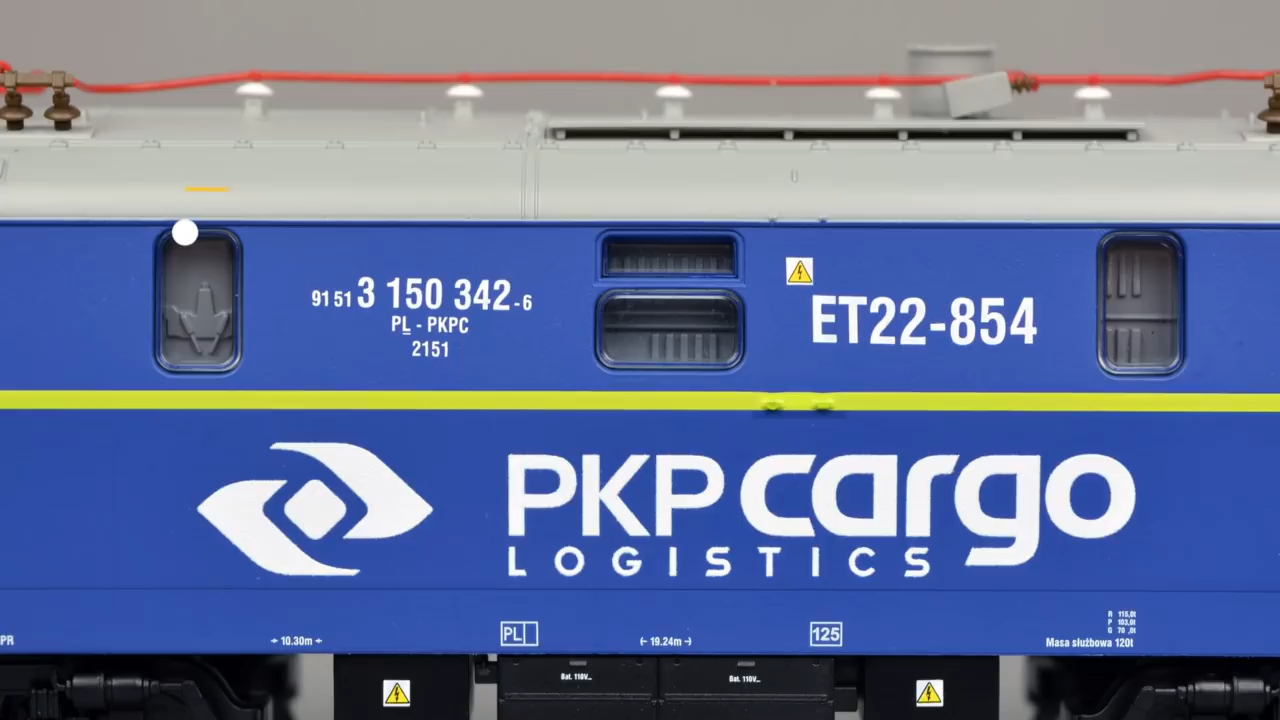 91 51 3 150 342-6
PL - PKPC
2151
ET22-854
PKP cargo
LOGISTICS
PR
10.30m
PL
19.24m
125
R 115,0t
P 103,0t
G 70 ,0t
Masa służbowa 120t
Bat. 110V
Bat. 110V